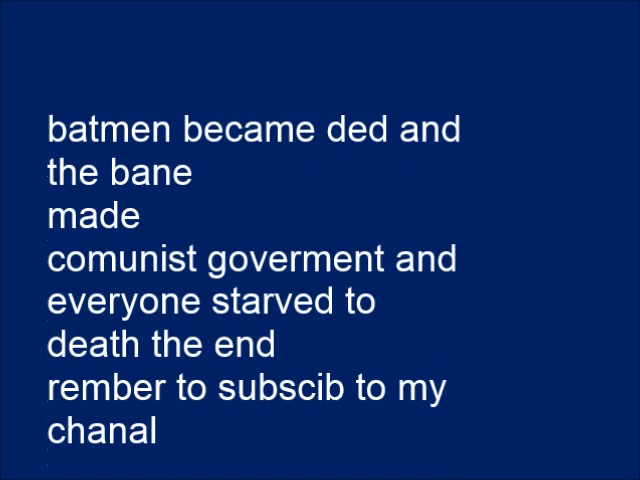 batmen became ded and
the bane
made
comunist goverment and
everyone starved to
death the end
rember to subscib to my
chanal